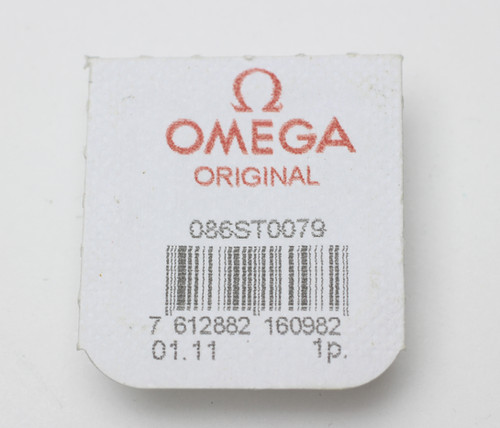 Ω
OMEGA
ORIGINAL
086ST0079
7 612882 160982
01.11 1p.